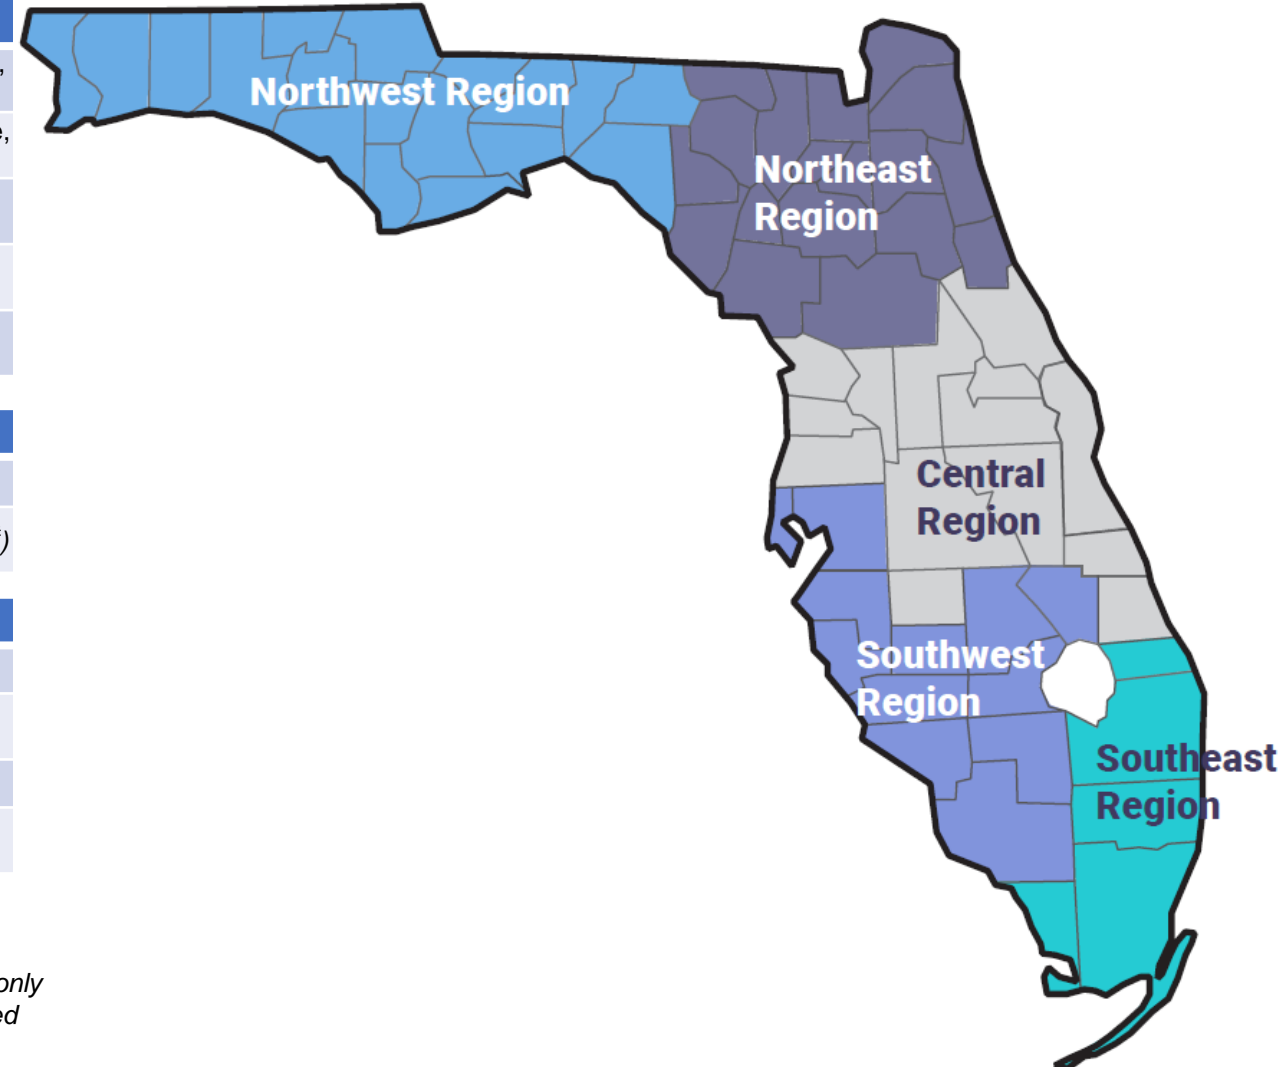 ,
Northwest Region
e,
Northeast
Region
Central
Region
)
Southwest
Region
Southeast
Region
only
ed